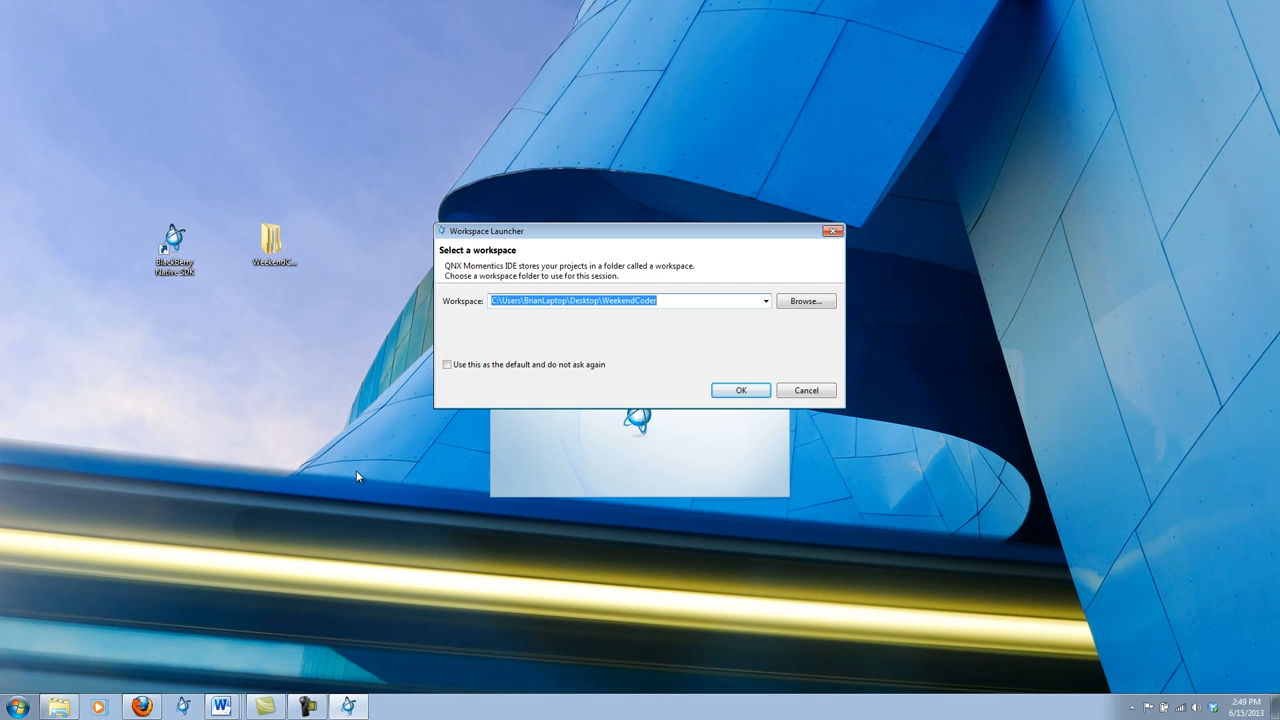 Workspace Launcher
Select a workspace
QNX Momentics IDE stores your projects in a folder called a workspace.
Choose a workspace folder to use for this session.
Workspace:
C:\Users\BrianLaptop\Desktop\WeekendCoder
Browse...
Use this as the default and do not ask again
OK
Cancel
BlackBerry
Native SDK
WeekendC...
2:49 PM
6/15/2013